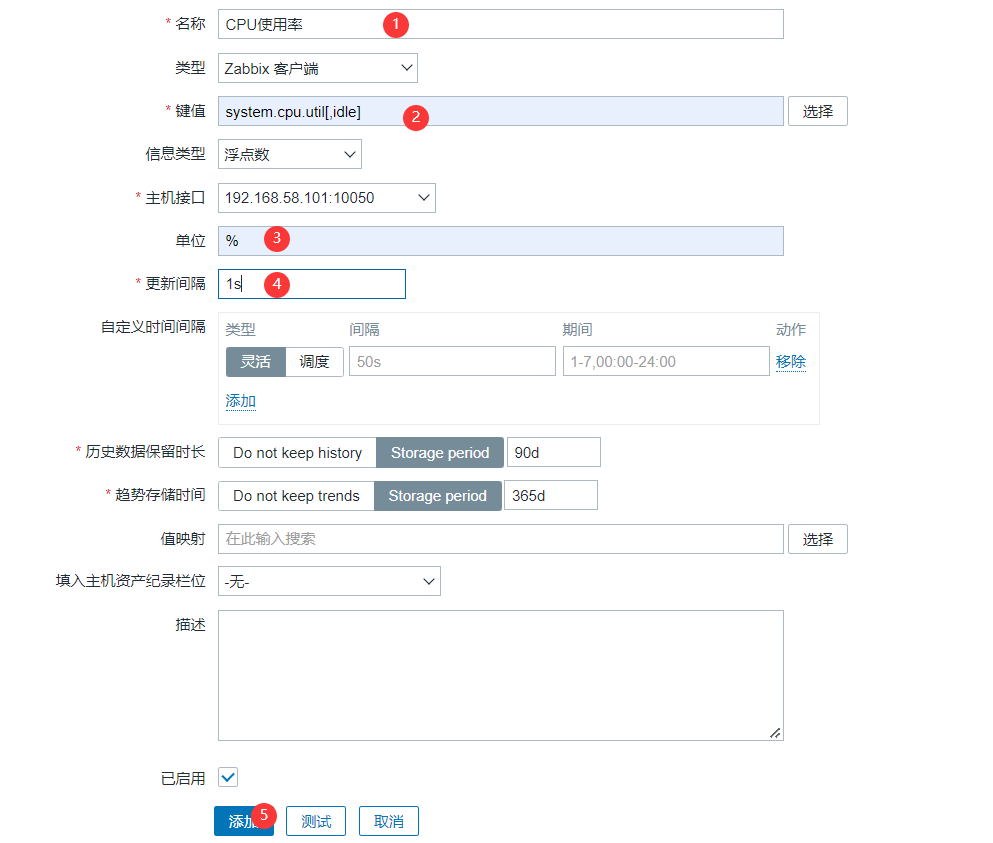 * 名称 CPU使用率 1
类型 Zabbix 客户端
* 键值 system.cpu.util[,idle] 2 选择
信息类型 浮点数
* 主机接口 192.168.58.101:10050
单位 % 3
* 更新间隔 1s 4
自定义时间间隔 类型 间隔 期间 动作
灵活 调度 50s 1-7,00:00-24:00 移除
添加
* 历史数据保留时长 Do not keep history Storage period 90d
* 趋势存储时间 Do not keep trends Storage period 365d
值映射 在此输入搜索 选择
填入主机资产纪录栏位 -无-
描述
已启用
添加 5 测试 取消